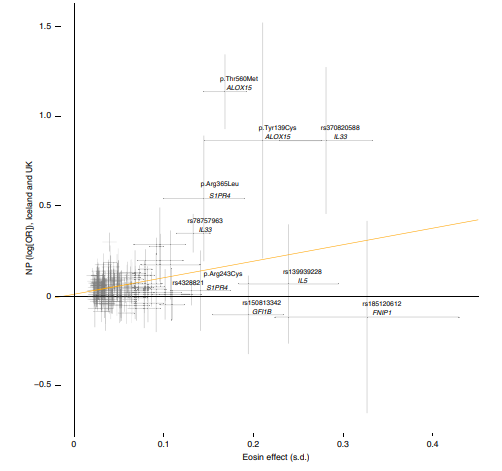 1.5
p.Thr560Met
ALOX15
1.0
p.Tyr139Cys
ALOX15
rs370820588
IL33
p.Arg365Leu
S1PR4
0.5
rs78757963
IL33
p.Arg243Cys
S1PR4
rs4328821
rs139939228
IL5
0
rs150813342
GFI1B
rs185120612
FNIP1
−0.5
NP (log[OR]), Iceland and UK
0 0.1 0.2 0.3 0.4
Eosin effect (s.d.)